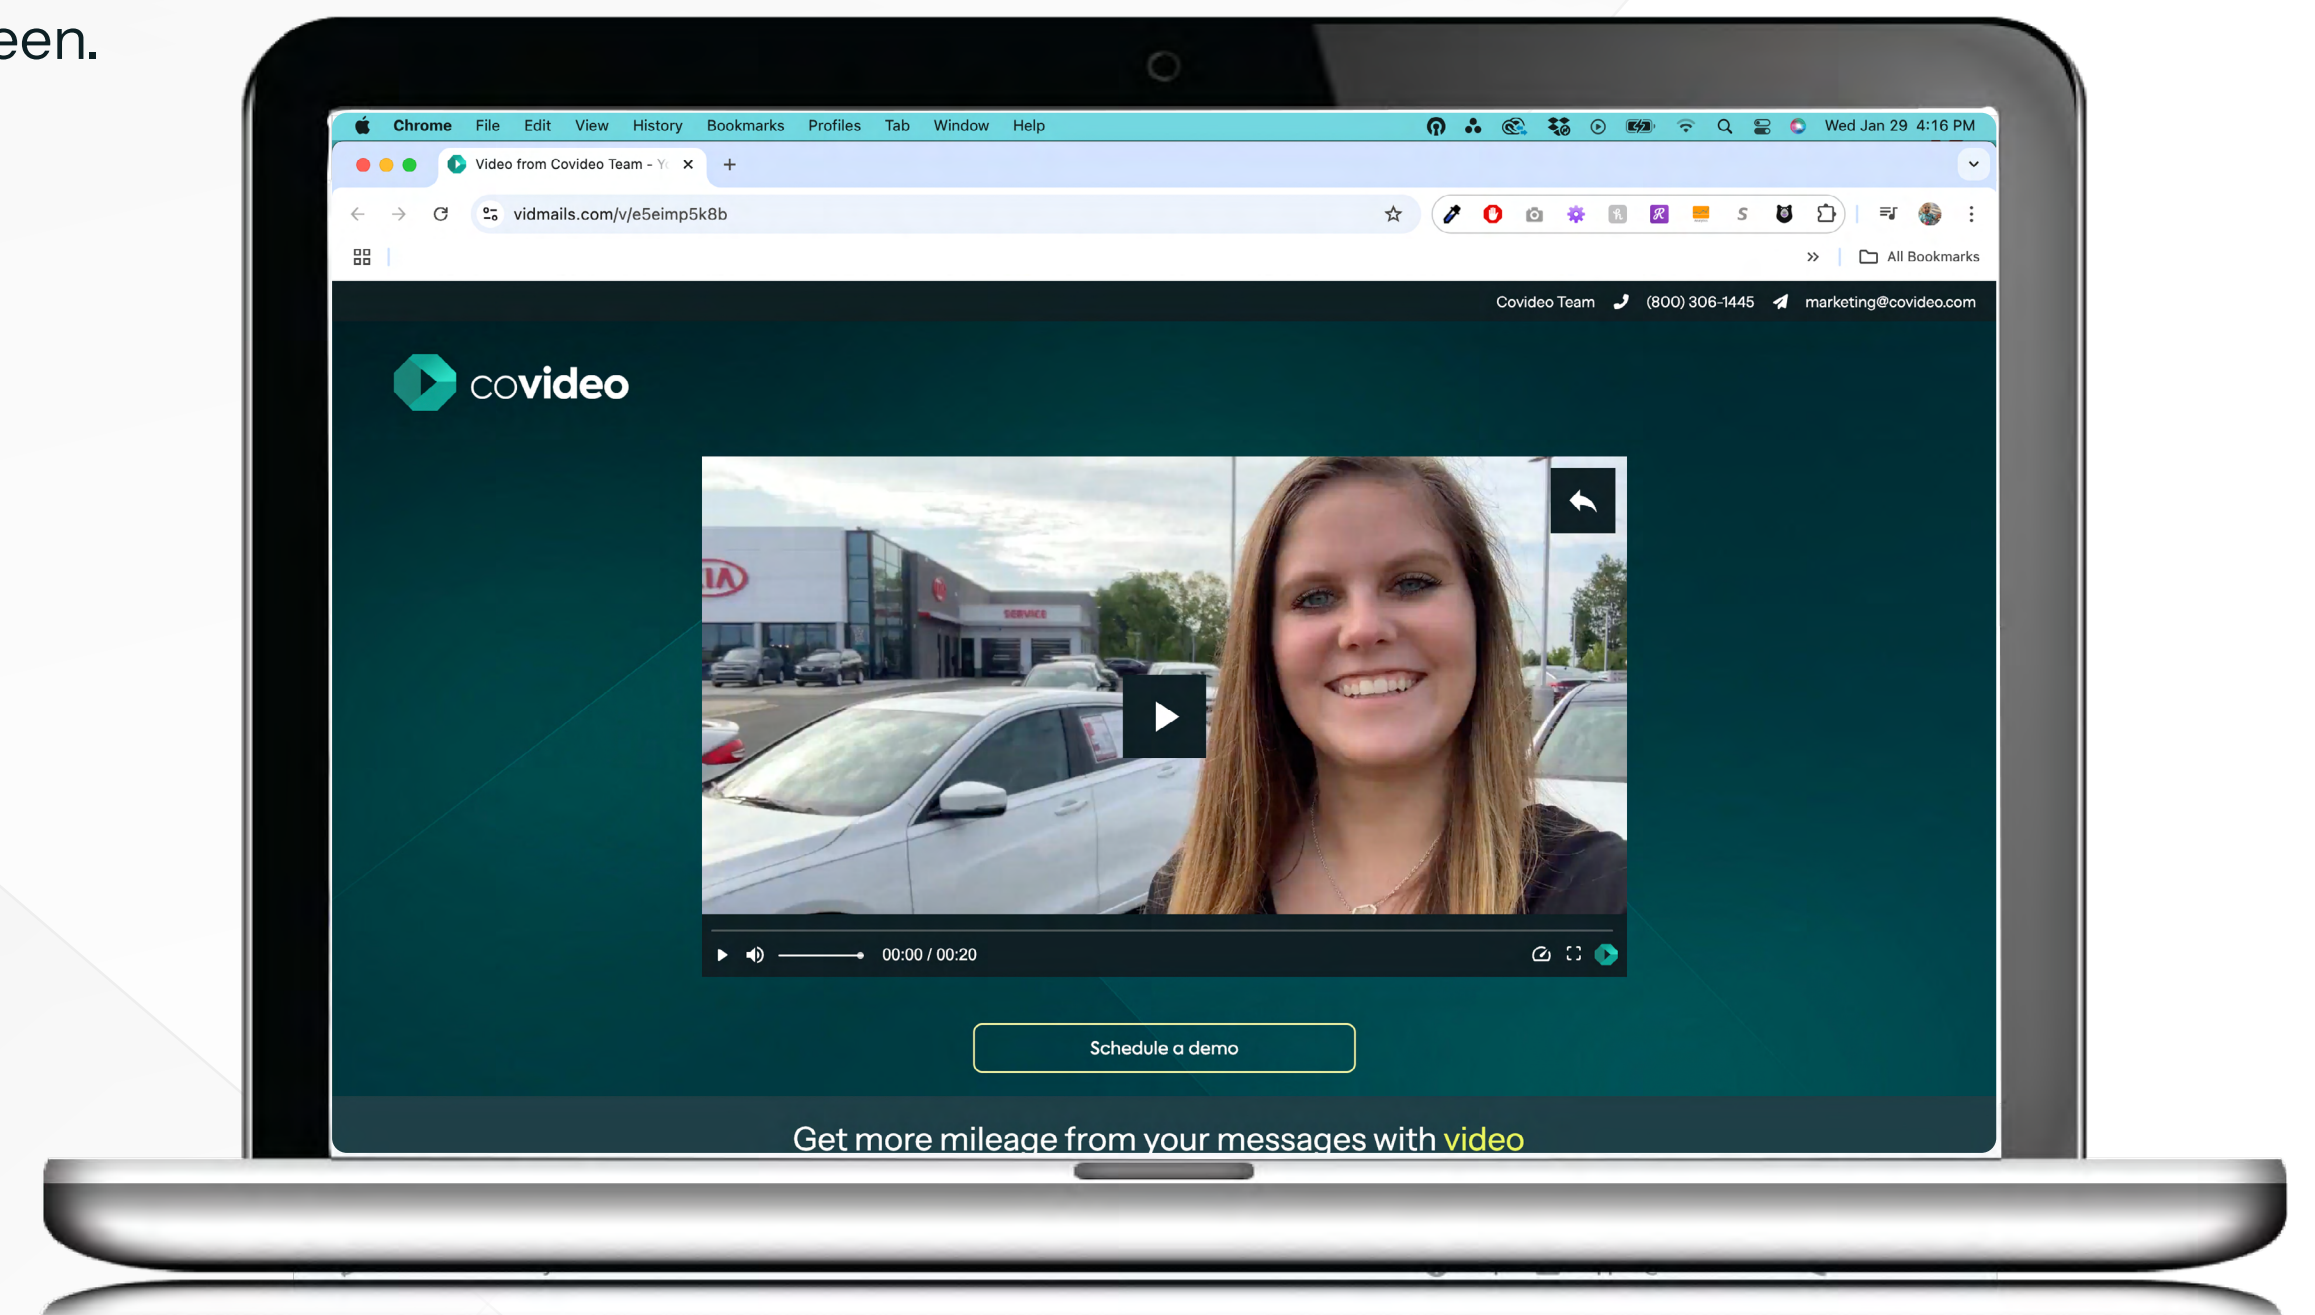 een.
Chrome File Edit View History Bookmarks Profiles Tab Window Help Wed Jan 29 4:16 PM
Video from Covideo Team - Yo
vidmails.com/v/e5eimp5k8b
All Bookmarks
Covideo Team (800) 306-1445 marketing@covideo.com
covideo
KIA
SERVICE
00:00 / 00:20
Schedule a demo
Get more mileage from your messages with video